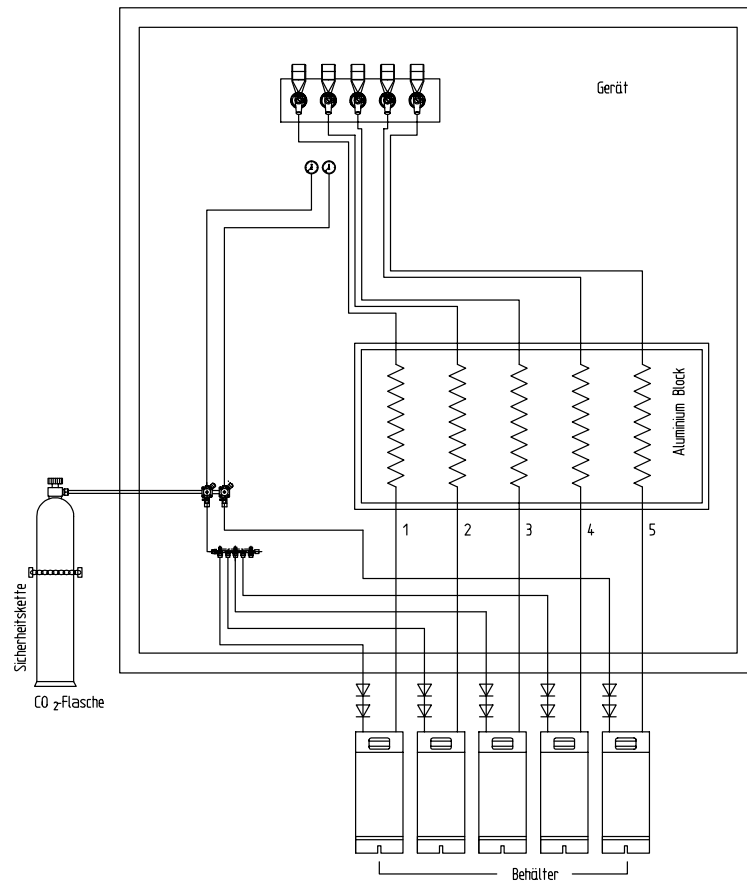 Gerät
Aluminium Block
1 2 3 4 5
Sicherheitskette
CO 2-Flasche
Behälter